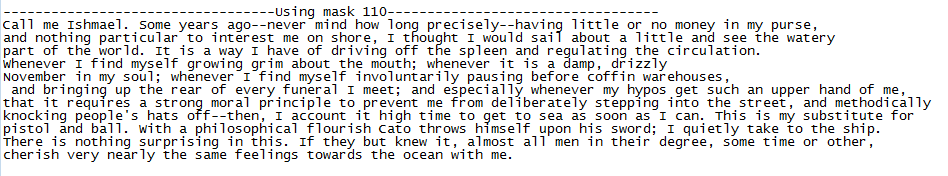 ----------------------------------Using mask 110----------------------------------
Call me Ishmael. Some years ago--never mind how long precisely--having little or no money in my purse,
and nothing particular to interest me on shore, I thought I would sail about a little and see the watery
part of the world. It is a way I have of driving off the spleen and regulating the circulation.
Whenever I find myself growing grim about the mouth; whenever it is a damp, drizzly
November in my soul; whenever I find myself involuntarily pausing before coffin warehouses,
 and bringing up the rear of every funeral I meet; and especially whenever my hypos get such an upper hand of me,
that it requires a strong moral principle to prevent me from deliberately stepping into the street, and methodically
knocking people's hats off--then, I account it high time to get to sea as soon as I can. This is my substitute for
pistol and ball. With a philosophical flourish Cato throws himself upon his sword; I quietly take to the ship.
There is nothing surprising in this. If they but knew it, almost all men in their degree, some time or other,
cherish very nearly the same feelings towards the ocean with me.